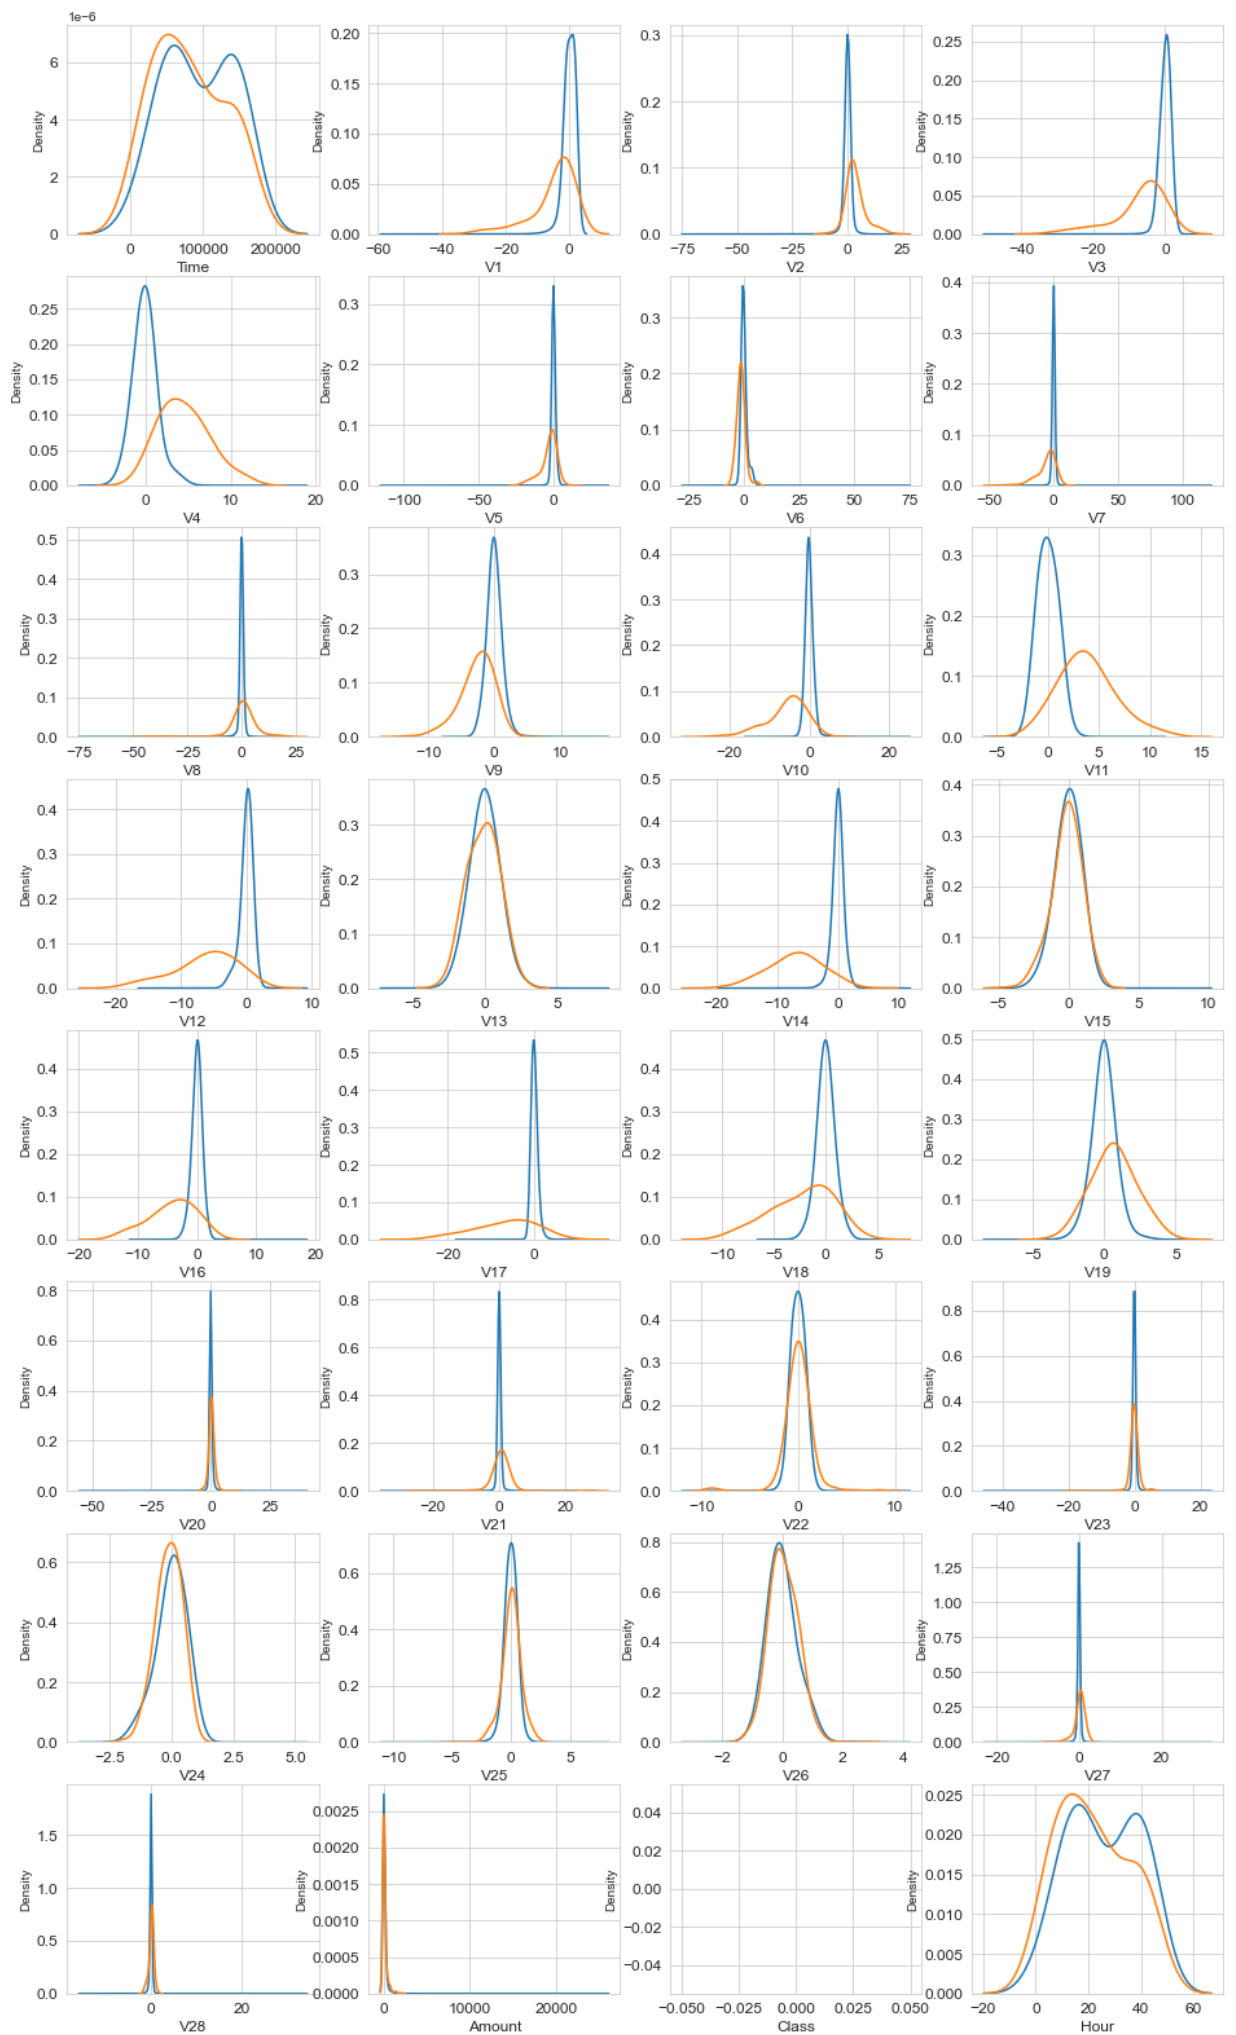 1e−6
6
4
2
0
Density
0 100000 200000
Time
0.20
0.15
0.10
0.05
0.00
Density
−60 −40 −20 0
V1
0.3
0.2
0.1
0.0
Density
−75 −50 −25 0 25
V2
0.25
0.20
0.15
0.10
0.05
0.00
Density
−40 −20 0
V3
0.25
0.20
0.15
0.10
0.05
0.00
Density
0 10 19
V4
0.3
0.2
0.1
0.0
Density
−100 −50 0
V5
0.3
0.2
0.1
0.0
Density
−25 0 25 50 75
V6
0.4
0.3
0.2
0.1
0.0
Density
−50 0 50 100
V7
0.5
0.4
0.3
0.2
0.1
0.0
Density
−75 −50 −25 0 25
V8
0.3
0.2
0.1
0.0
Density
−10 0 10
V9
0.4
0.3
0.2
0.1
0.0
Density
−20 0 20
V10
0.3
0.2
0.1
0.0
Density
−5 0 5 10 15
V11
0.4
0.3
0.2
0.1
0.0
Density
−20 −10 0 10
V12
0.3
0.2
0.1
0.0
Density
−5 0 5
V13
0.5
0.4
0.3
0.2
0.1
0.0
Density
−20 −10 0 10
V14
0.4
0.3
0.2
0.1
0.0
Density
−5 0 5 10
V15
0.4
0.3
0.2
0.1
0.0
Density
−20 −10 0 10 20
V16
0.5
0.4
0.3
0.2
0.1
0.0
Density
−20 0
V17
0.4
0.3
0.2
0.1
0.0
Density
−10 −5 0 5
V18
0.5
0.4
0.3
0.2
0.1
0.0
Density
−5 0 5
V19
0.8
0.6
0.4
0.2
0.0
Density
−50 −25 0 25
V20
0.8
0.6
0.4
0.2
0.0
Density
−20 0 20
V21
0.4
0.3
0.2
0.1
0.0
Density
−10 0 10
V22
0.8
0.6
0.4
0.2
0.0
Density
−40 −20 0 20
V23
0.6
0.4
0.2
0.0
Density
−2.5 0.0 2.5 5.0
V24
0.6
0.4
0.2
0.0
Density
−10 −5 0 5
V25
0.8
0.6
0.4
0.2
0.0
Density
−2 0 2 4
V26
1.25
1.00
0.75
0.50
0.25
0.00
Density
−20 0 20
V27
1.5
1.0
0.5
0.0
Density
0 20
V28
0.0025
0.0020
0.0015
0.0010
0.0005
0.0000
Density
0 10000 20000
Amount
0.04
0.02
0.00
−0.02
−0.04
Density
−0.050 −0.025 0.000 0.025 0.050
Class
0.025
0.020
0.015
0.010
0.005
0.000
Density
−20 0 20 40 60
Hour